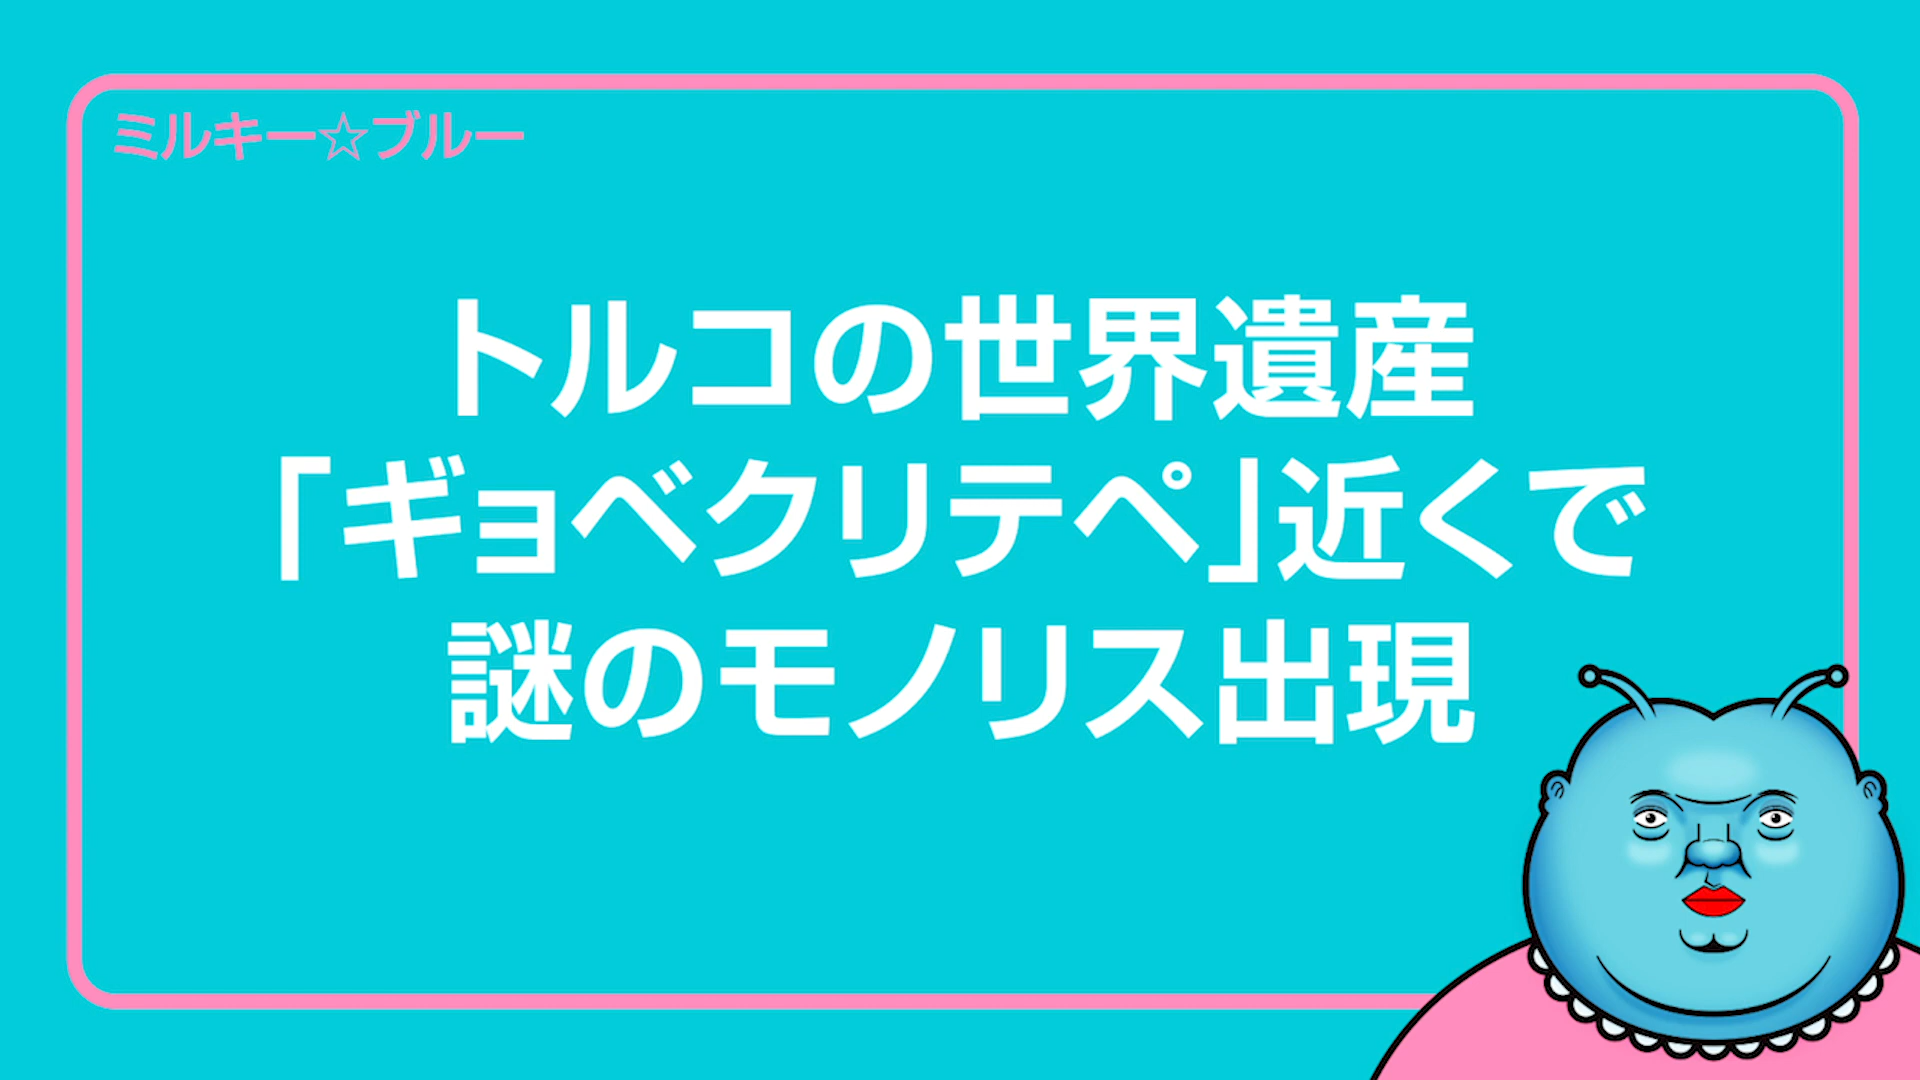 ミルキー☆ブルー
トルコの世界遺産
「ギョベクリテペ」近くで
謎のモノリス出現